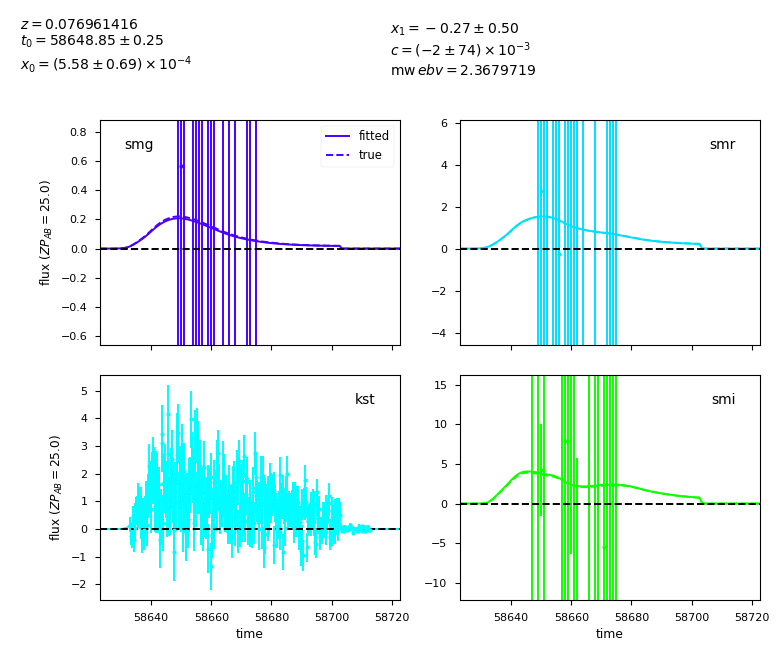 z = 0.076961416
t₀ = 58648.85 ± 0.25
x₀ = (5.58 ± 0.69) × 10⁻⁴
x₁ = −0.27 ± 0.50
c = (−2 ± 74) × 10⁻³
mw ebv = 2.3679719
smg
fitted
true
0.8
0.6
0.4
0.2
0.0
−0.2
−0.4
−0.6
flux (ZP_AB = 25.0)
smr
6
4
2
0
−2
−4
kst
5
4
3
2
1
0
−1
−2
flux (ZP_AB = 25.0)
58640 58660 58680 58700 58720
time
smi
15
10
5
0
−5
−10
58640 58660 58680 58700 58720
time